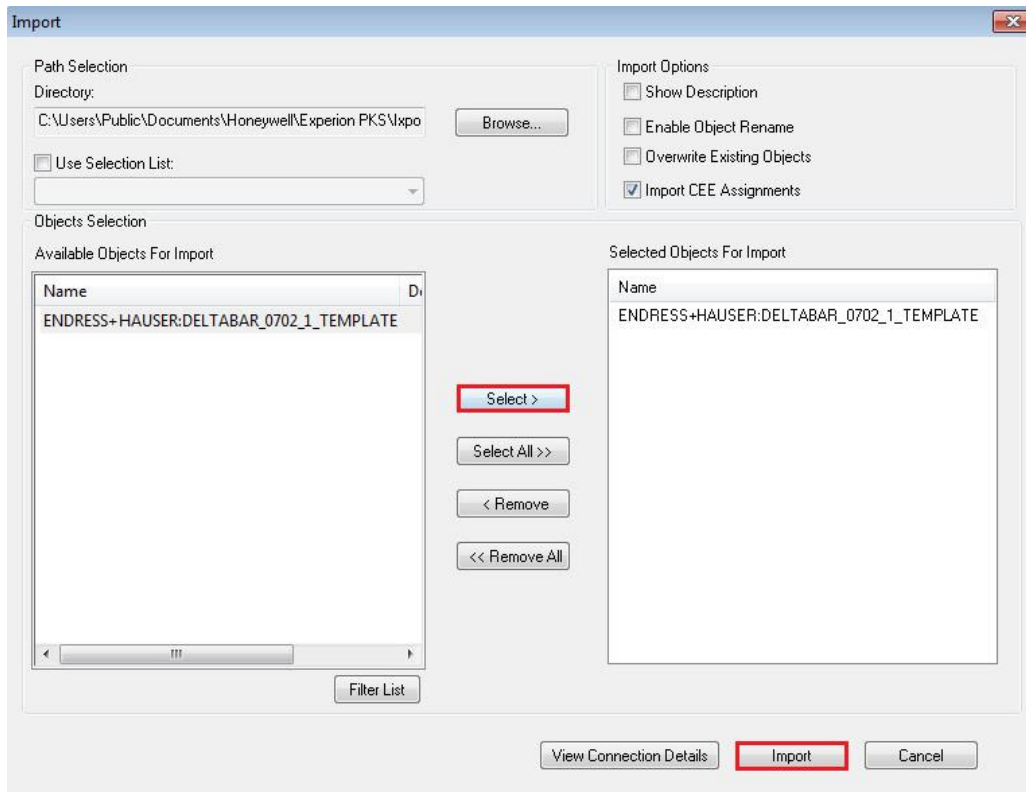 Import
Path Selection
Directory:
C:\Users\Public\Documents\Honeywell\Experion PKS\Ixpo
Browse...
Use Selection List:
Import Options
Show Description
Enable Object Rename
Overwrite Existing Objects
Import CEE Assignments
Objects Selection
Available Objects For Import
Name
ENDRESS+HAUSER:DELTABAR_0702_1_TEMPLATE
Select >
Select All >>
< Remove
<< Remove All
Filter List
Selected Objects For Import
Name
ENDRESS+HAUSER:DELTABAR_0702_1_TEMPLATE
View Connection Details
Import
Cancel